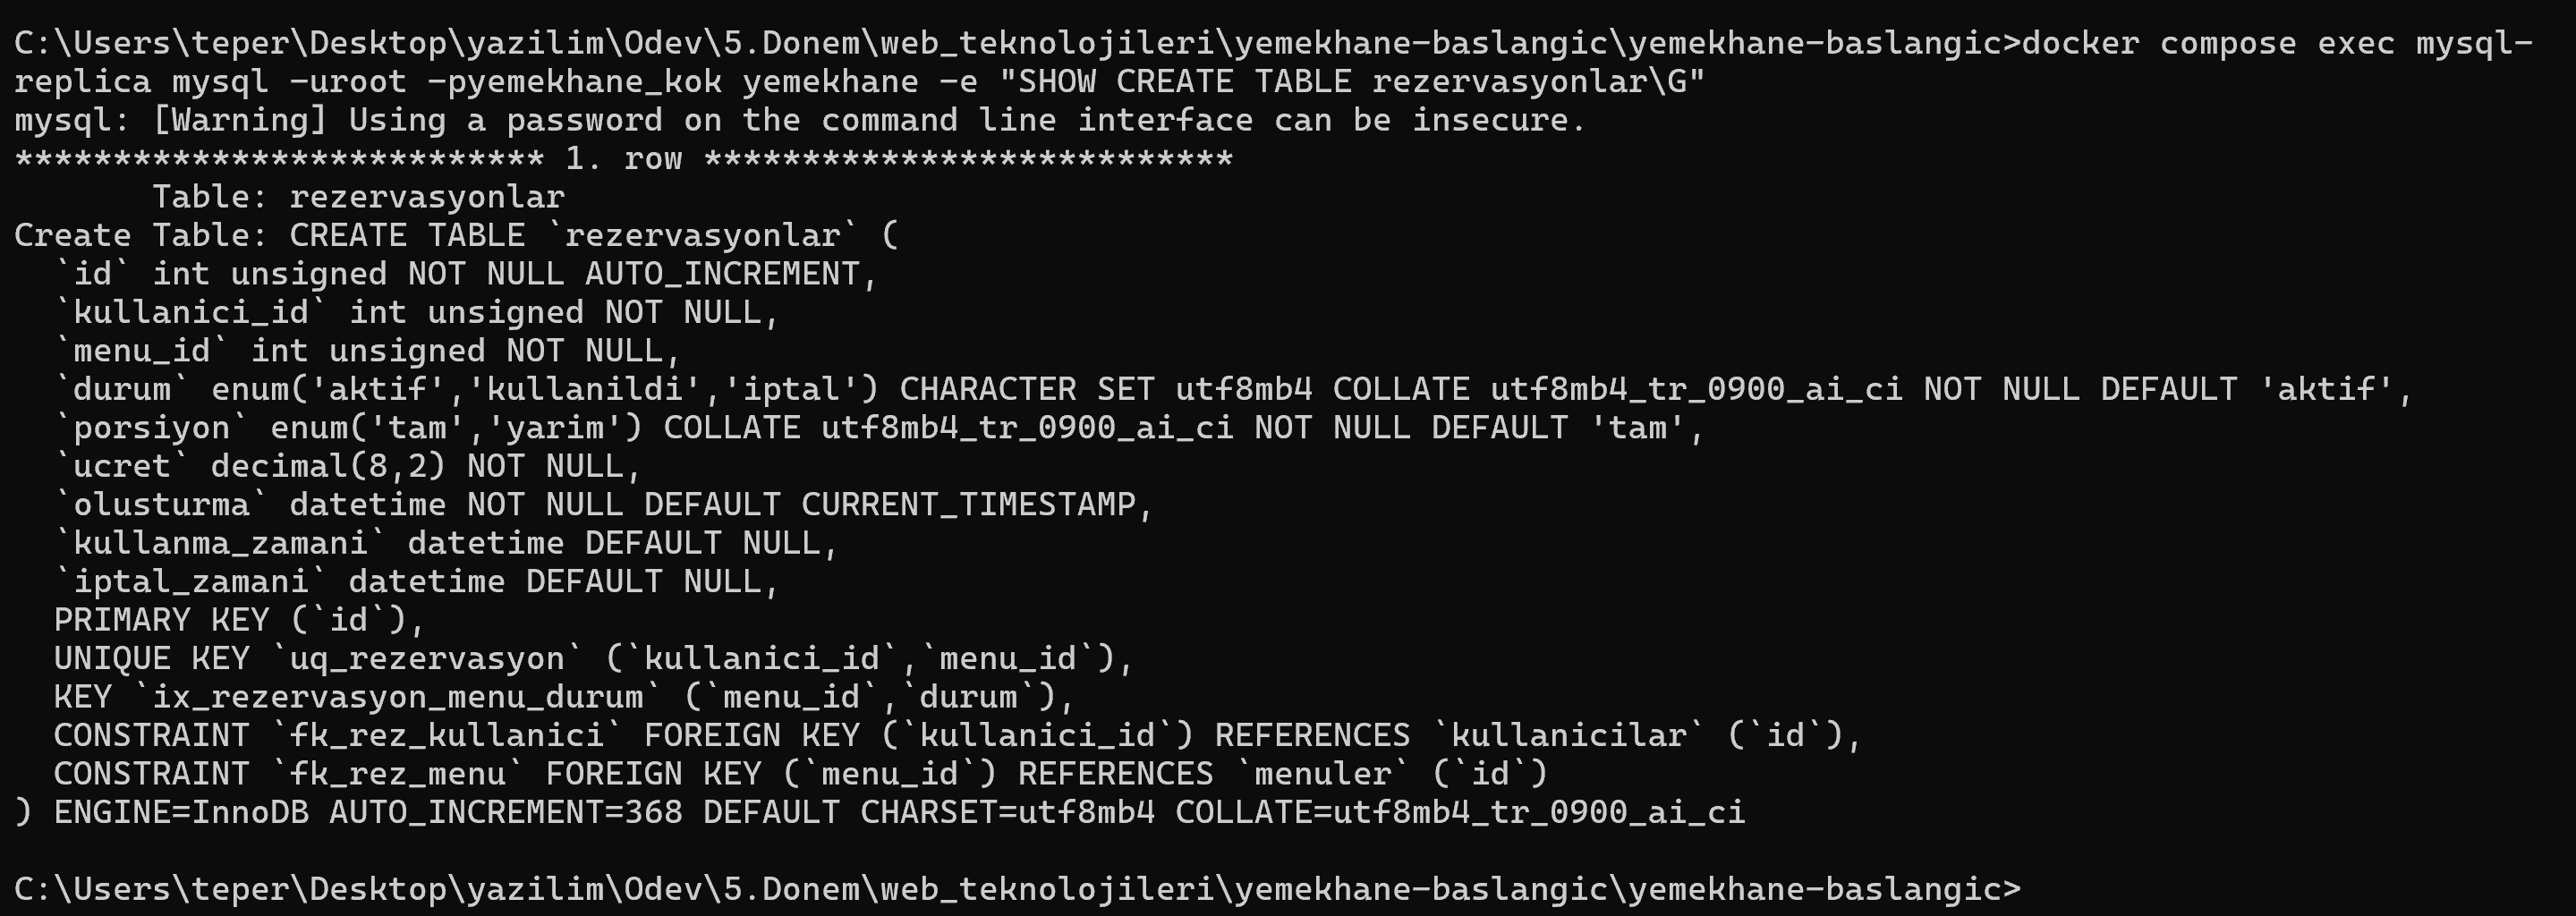 C:\Users\teper\Desktop\yazilim\Odev\5.Donem\web_teknolojileri\yemekhane-baslangic\yemekhane-baslangic>docker compose exec mysql-
replica mysql -uroot -pyemekhane_kok yemekhane -e "SHOW CREATE TABLE rezervasyonlar\G"
mysql: [Warning] Using a password on the command line interface can be insecure.
*************************** 1. row ***************************
       Table: rezervasyonlar
Create Table: CREATE TABLE `rezervasyonlar` (
  `id` int unsigned NOT NULL AUTO_INCREMENT,
  `kullanici_id` int unsigned NOT NULL,
  `menu_id` int unsigned NOT NULL,
  `durum` enum('aktif','kullanildi','iptal') CHARACTER SET utf8mb4 COLLATE utf8mb4_tr_0900_ai_ci NOT NULL DEFAULT 'aktif',
  `porsiyon` enum('tam','yarim') COLLATE utf8mb4_tr_0900_ai_ci NOT NULL DEFAULT 'tam',
  `ucret` decimal(8,2) NOT NULL,
  `olusturma` datetime NOT NULL DEFAULT CURRENT_TIMESTAMP,
  `kullanma_zamani` datetime DEFAULT NULL,
  `iptal_zamani` datetime DEFAULT NULL,
  PRIMARY KEY (`id`),
  UNIQUE KEY `uq_rezervasyon` (`kullanici_id`,`menu_id`),
  KEY `ix_rezervasyon_menu_durum` (`menu_id`,`durum`),
  CONSTRAINT `fk_rez_kullanici` FOREIGN KEY (`kullanici_id`) REFERENCES `kullanicilar` (`id`),
  CONSTRAINT `fk_rez_menu` FOREIGN KEY (`menu_id`) REFERENCES `menuler` (`id`)
) ENGINE=InnoDB AUTO_INCREMENT=368 DEFAULT CHARSET=utf8mb4 COLLATE=utf8mb4_tr_0900_ai_ci
C:\Users\teper\Desktop\yazilim\Odev\5.Donem\web_teknolojileri\yemekhane-baslangic\yemekhane-baslangic>